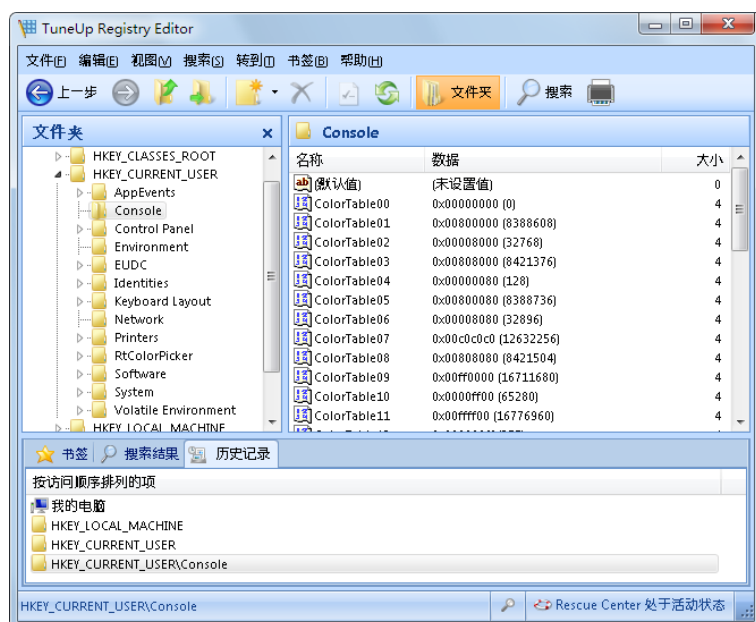 TuneUp Registry Editor
文件(F) 编辑(E) 视图(V) 搜索(S) 转到(T) 书签(B) 帮助(H)
上一步 文件夹 搜索
文件夹 x
HKEY_CLASSES_ROOT
HKEY_CURRENT_USER
AppEvents
Console
Control Panel
Environment
EUDC
Identities
Keyboard Layout
Network
Printers
RtColorPicker
Software
System
Volatile Environment
HKEY_LOCAL_MACHINE
Console
名称 数据 大小
ab (默认值) (未设置值) 0
ColorTable00 0x00000000 (0) 4
ColorTable01 0x00800000 (8388608) 4
ColorTable02 0x00008000 (32768) 4
ColorTable03 0x00808000 (8421376) 4
ColorTable04 0x00000080 (128) 4
ColorTable05 0x00800080 (8388736) 4
ColorTable06 0x00008080 (32896) 4
ColorTable07 0x00c0c0c0 (12632256) 4
ColorTable08 0x00808080 (8421504) 4
ColorTable09 0x00ff0000 (16711680) 4
ColorTable10 0x0000ff00 (65280) 4
ColorTable11 0x00ffff00 (16776960) 4
书签 搜索结果 历史记录
按访问顺序排列的项
我的电脑
HKEY_LOCAL_MACHINE
HKEY_CURRENT_USER
HKEY_CURRENT_USER\Console
HKEY_CURRENT_USER\Console Rescue Center 处于活动状态